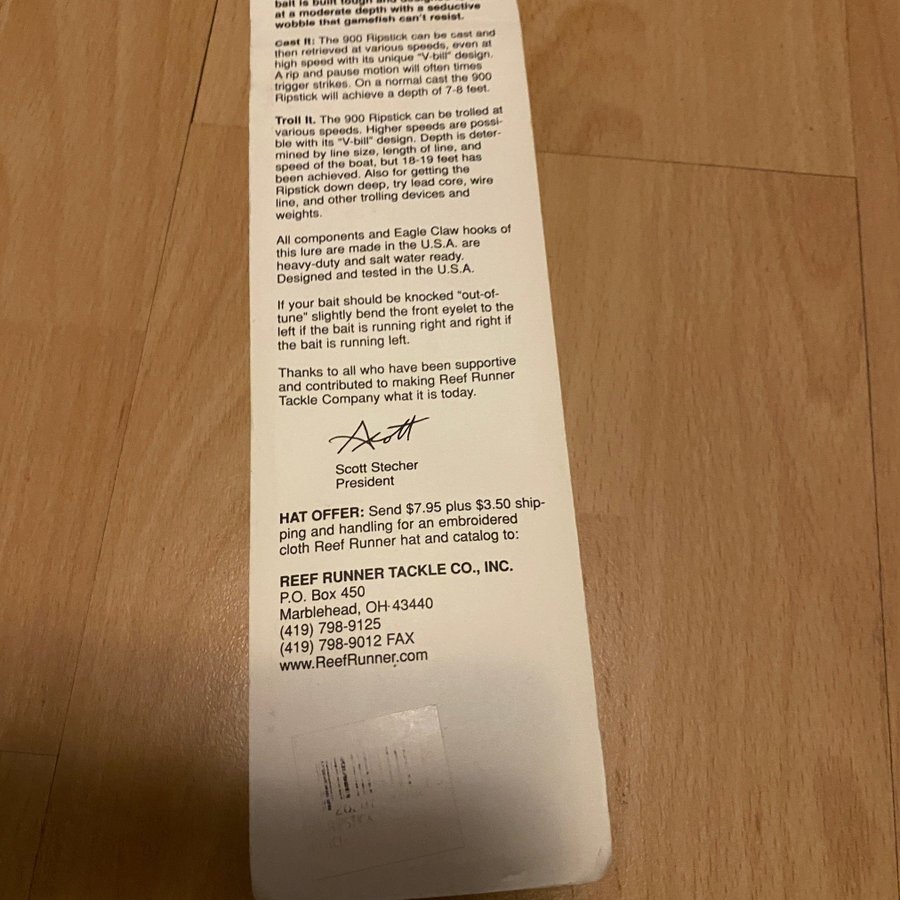 bait is built tough and
at a moderate depth with a seductive
wobble that gamefish can't resist.
Cast It: The 900 Ripstick can be cast and
then retrieved at various speeds, even at
high speed with its unique "V-bill" design.
A rip and pause motion will often times
trigger strikes. On a normal cast the 900
Ripstick will achieve a depth of 7-8 feet.
Troll It. The 900 Ripstick can be trolled at
various speeds. Higher speeds are possi-
ble with its "V-bill" design. Depth is deter-
mined by line size, length of line, and
speed of the boat, but 18-19 feet has
been achieved. Also for getting the
Ripstick down deep, try lead core, wire
line, and other trolling devices and
weights.
All components and Eagle Claw hooks of
this lure are made in the U.S.A. are
heavy-duty and salt water ready.
Designed and tested in the U.S.A.
If your bait should be knocked "out-of-
tune" slightly bend the front eyelet to the
left if the bait is running right and right if
the bait is running left.
Thanks to all who have been supportive
and contributed to making Reef Runner
Tackle Company what it is today.
Scott
Scott Stecher
President
HAT OFFER: Send $7.95 plus $3.50 ship-
ping and handling for an embroidered
cloth Reef Runner hat and catalog to:
REEF RUNNER TACKLE CO., INC.
P.O. Box 450
Marblehead, OH 43440
(419) 798-9125
(419) 798-9012 FAX
www.ReefRunner.com